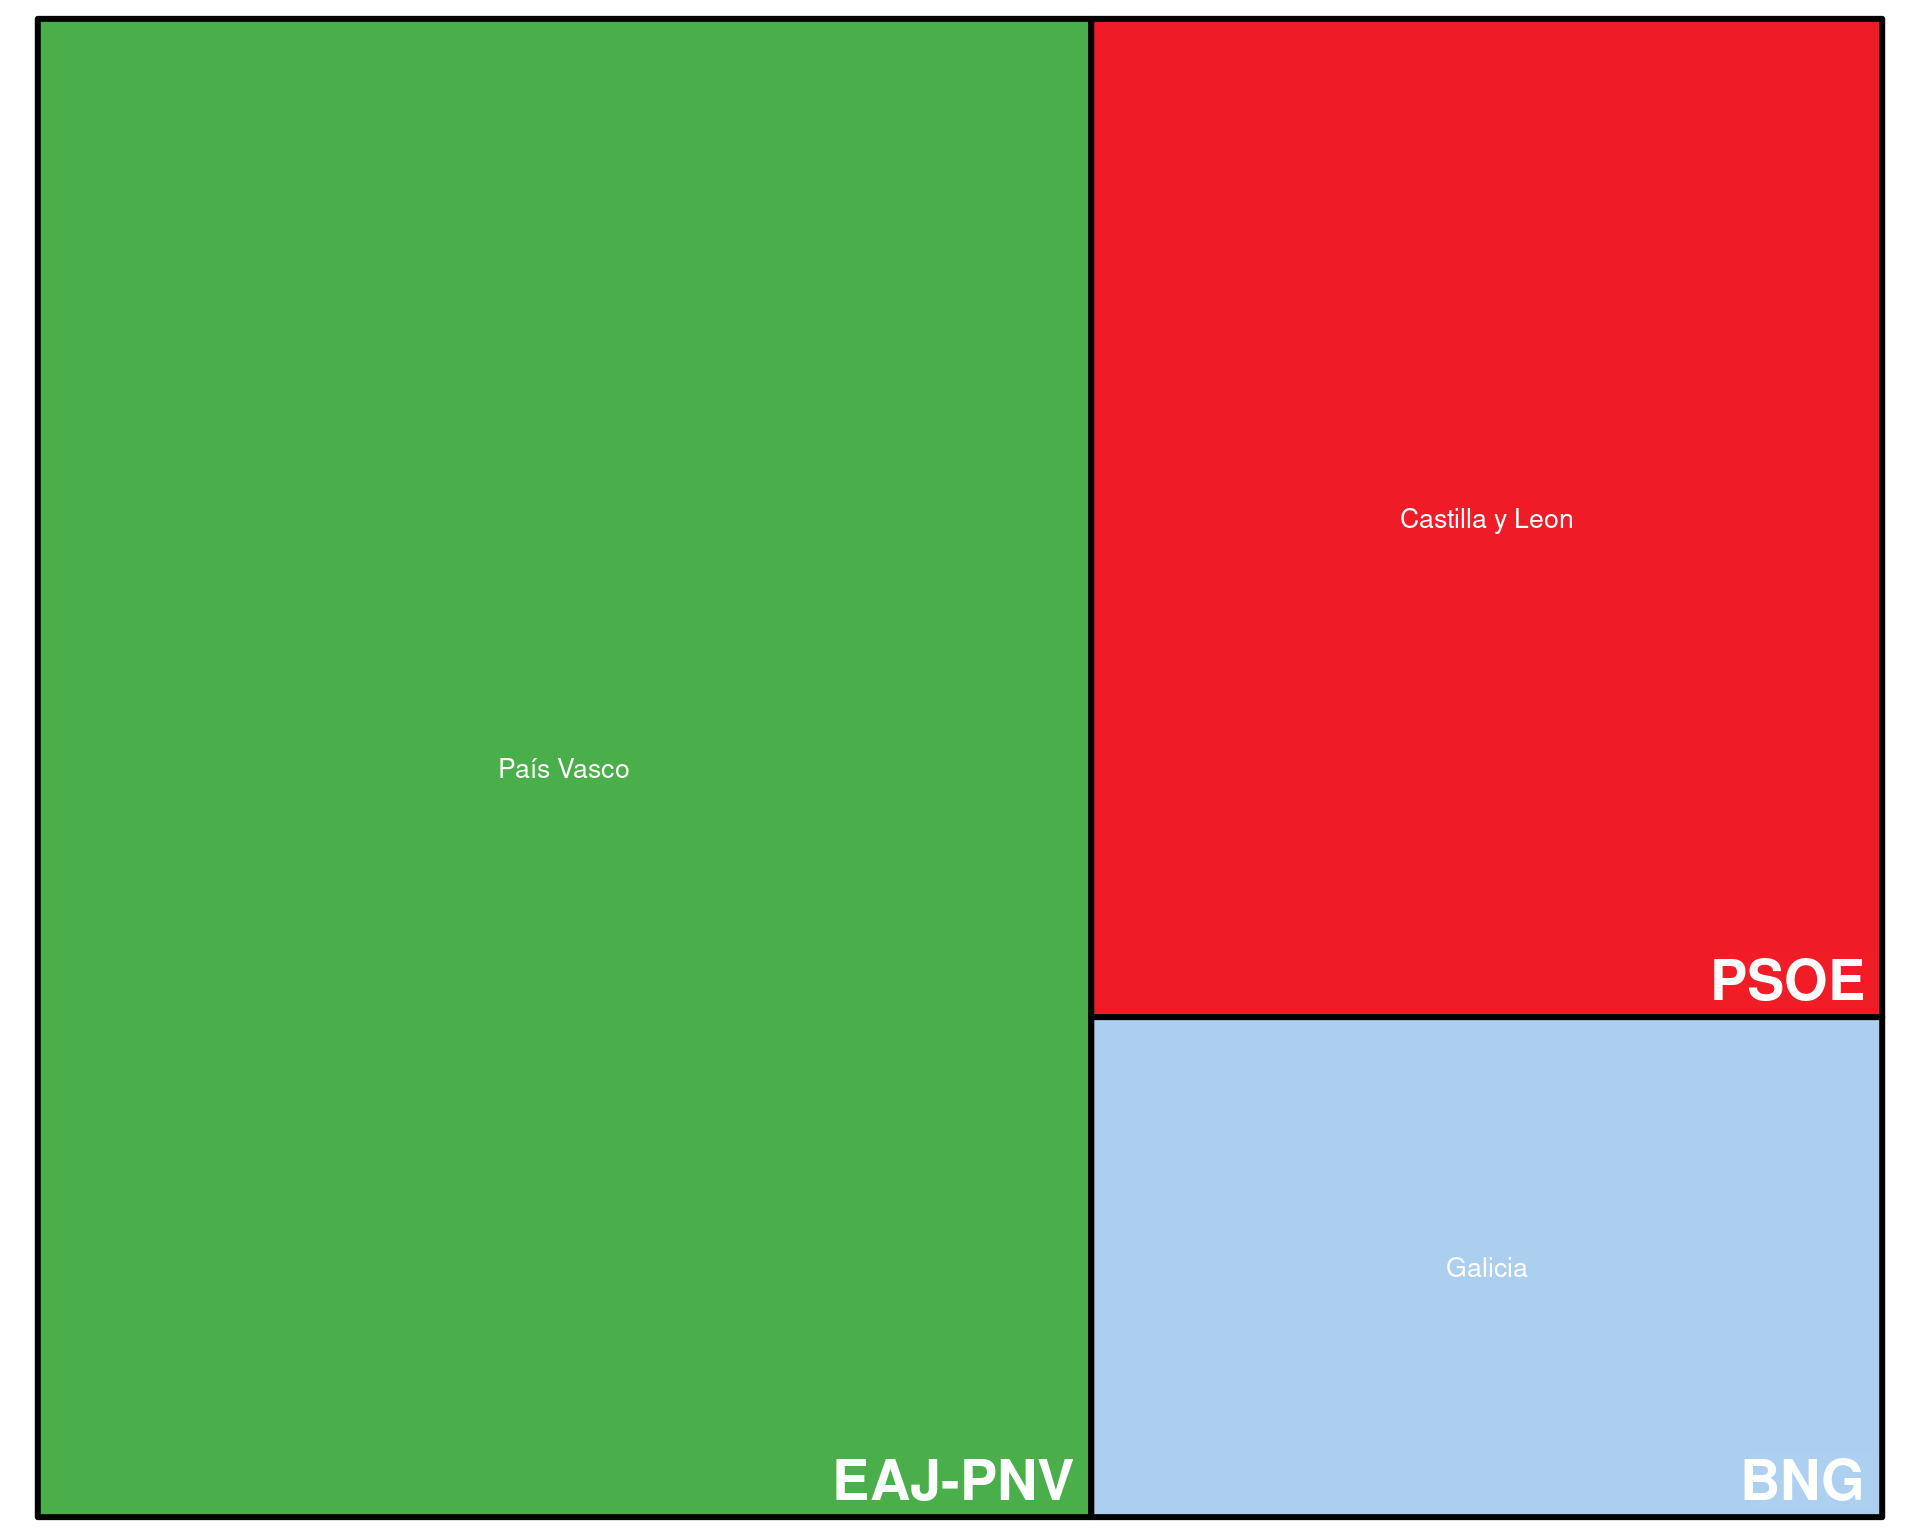 País Vasco
EAJ-PNV
Castilla y Leon
PSOE
Galicia
BNG